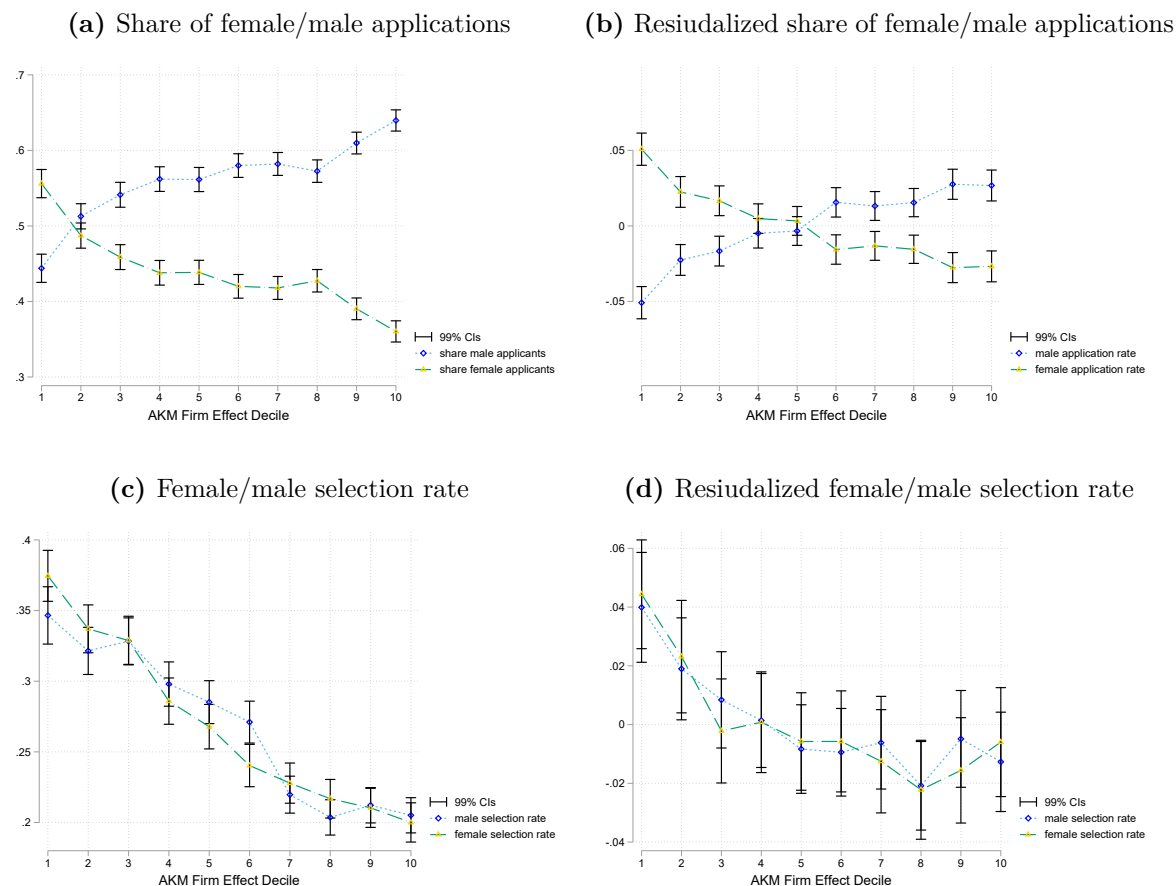 (a) Share of female/male applications
.7
.6
.5
.4
.3
1 2 3 4 5 6 7 8 9 10
AKM Firm Effect Decile
99% CIs
share male applicants
share female applicants
(b) Resiudalized share of female/male applications
.05
0
-.05
1 2 3 4 5 6 7 8 9 10
AKM Firm Effect Decile
99% CIs
male application rate
female application rate
(c) Female/male selection rate
.4
.35
.3
.25
.2
1 2 3 4 5 6 7 8 9 10
AKM Firm Effect Decile
99% CIs
male selection rate
female selection rate
(d) Resiudalized female/male selection rate
.06
.04
.02
0
-.02
-.04
1 2 3 4 5 6 7 8 9 10
AKM Firm Effect Decile
99% CIs
male selection rate
female selection rate